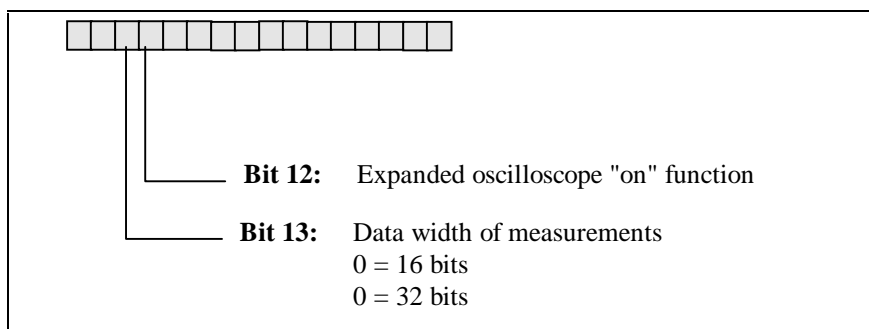 Bit 12: Expanded oscilloscope "on" function
Bit 13: Data width of measurements
0 = 16 bits
0 = 32 bits